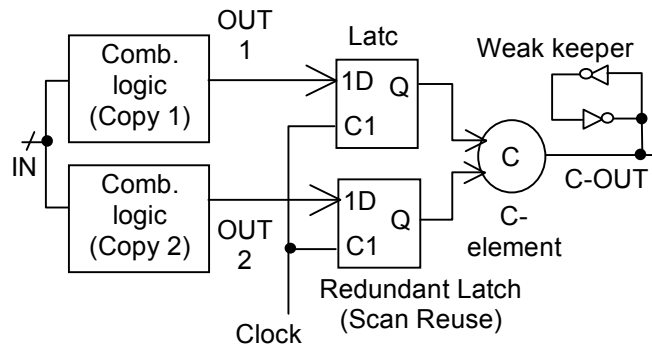 OUT
1
Comb.
logic
(Copy 1)
Latc
1D
Q
C1
Weak keeper
IN
C
C-OUT
Comb.
logic
(Copy 2)
OUT
2
1D
Q
C1
C-
element
Redundant Latch
(Scan Reuse)
Clock